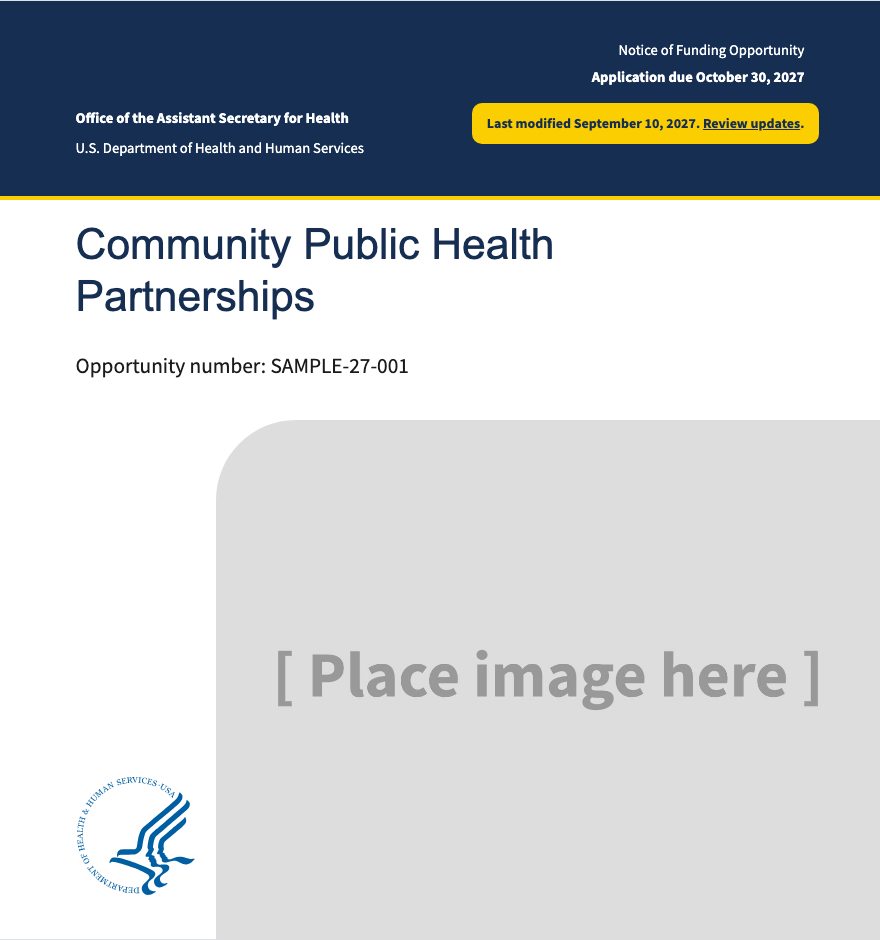 Notice of Funding Opportunity
Application due October 30, 2027
Office of the Assistant Secretary for Health
Last modified September 10, 2027. Review updates.
U.S. Department of Health and Human Services
Community Public Health
Partnerships
Opportunity number: SAMPLE-27-001
[ Place image here ]
DEPARTMENT OF HEALTH & HUMAN SERVICES·USA